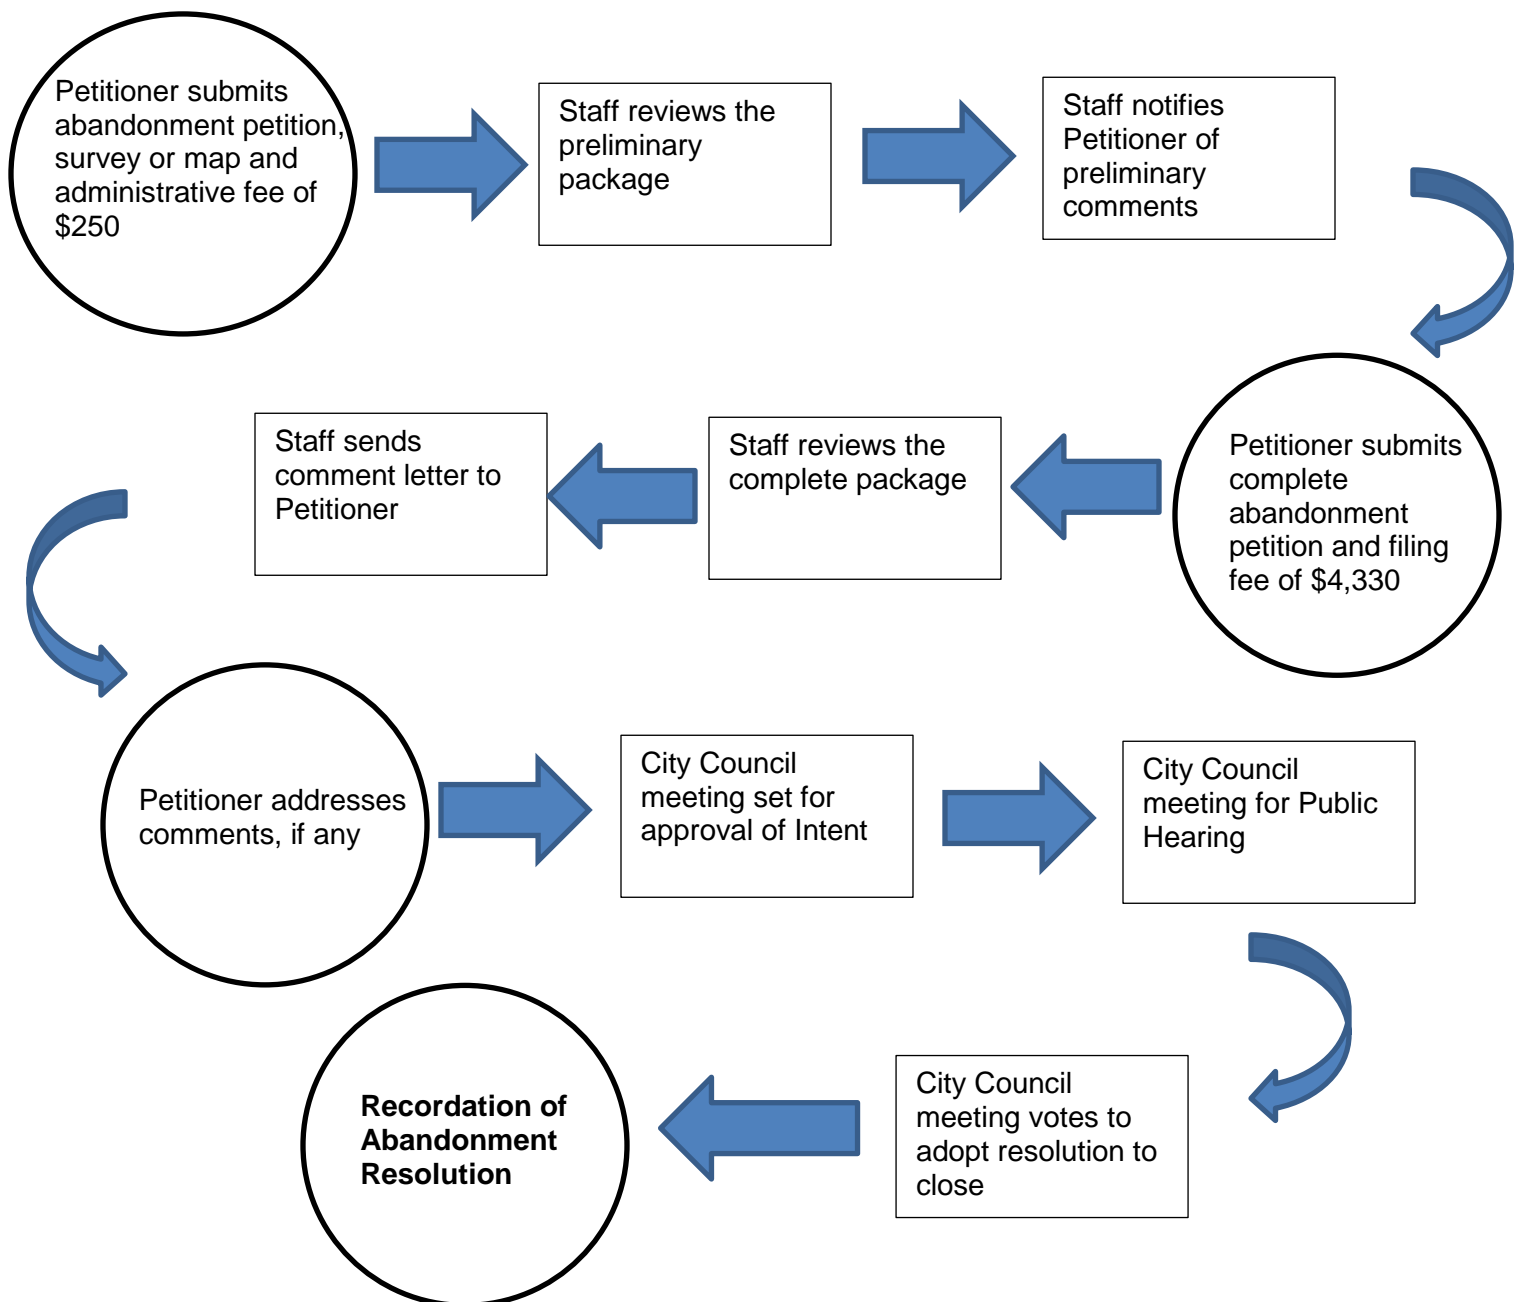 Petitioner submits
abandonment petition,
survey or map and
administrative fee of
$250
Staff reviews the
preliminary
package
Staff notifies
Petitioner of
preliminary
comments
Petitioner submits
complete
abandonment
petition and filing
fee of $4,330
Staff reviews the
complete package
Staff sends
comment letter to
Petitioner
Petitioner addresses
comments, if any
City Council
meeting set for
approval of Intent
City Council
meeting for Public
Hearing
City Council
meeting votes to
adopt resolution to
close
Recordation of
Abandonment
Resolution